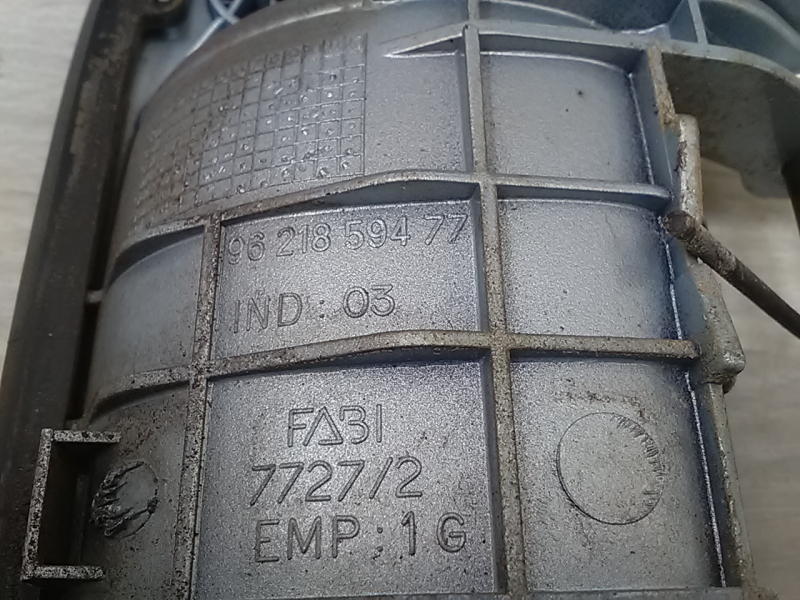 96 218 594 77
IND : 03
FABI
7727/2
EMP : 1 G